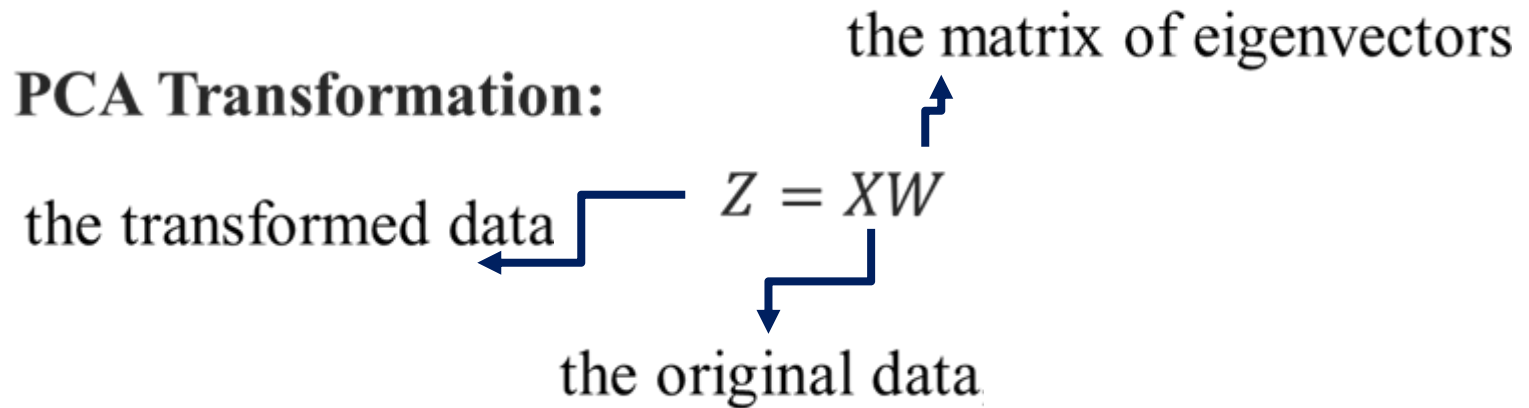 the matrix of eigenvectors
PCA Transformation:
Z = XW
the transformed data
the original data